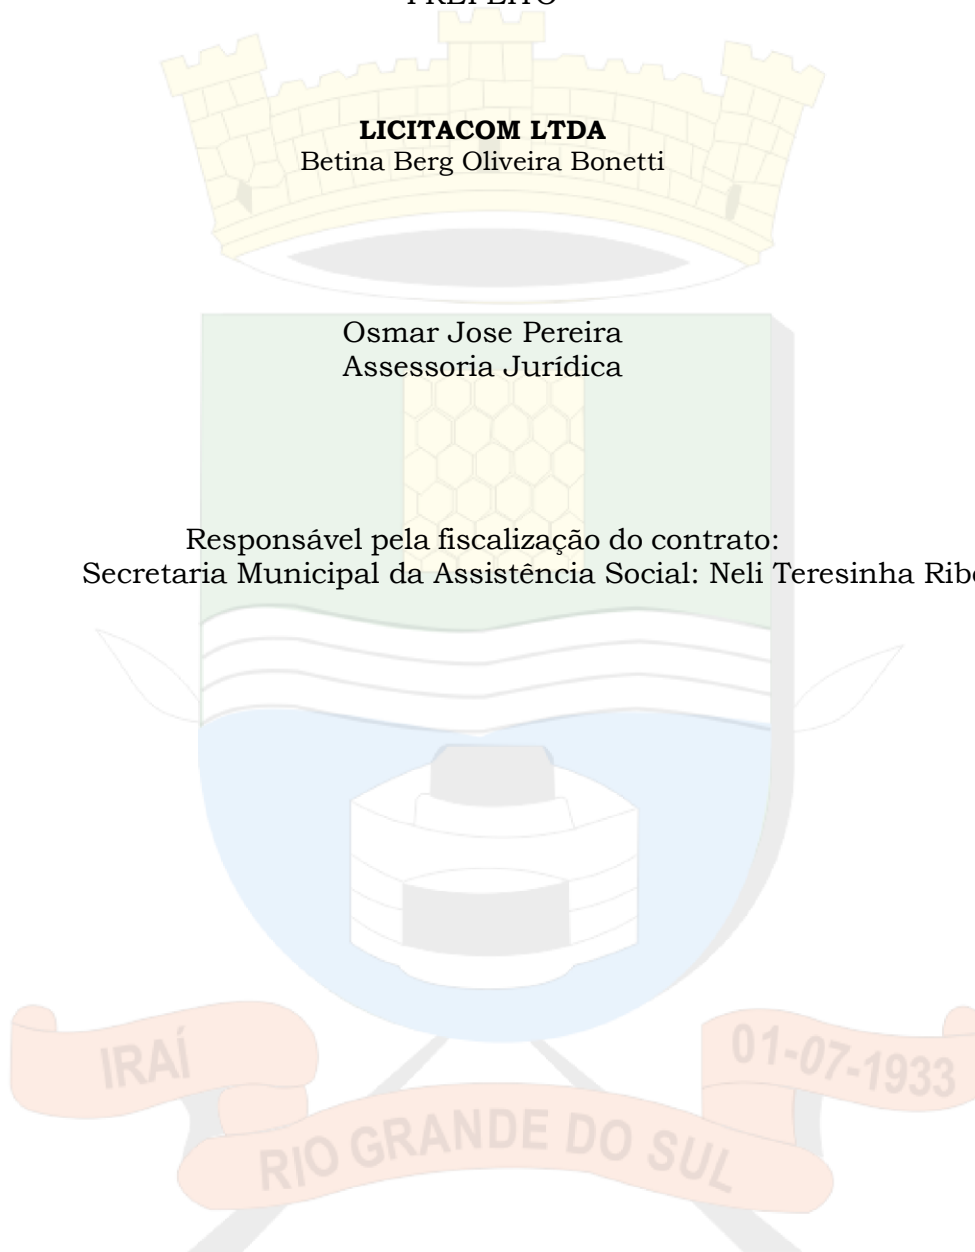 PREFEITO
LICITACOM LTDA
Betina Berg Oliveira Bonetti
Osmar Jose Pereira
Assessoria Jurídica
Responsável pela fiscalização do contrato:
Secretaria Municipal da Assistência Social: Neli Teresinha
IRAÍ
01-07-1933
RIO GRANDE DO SUL